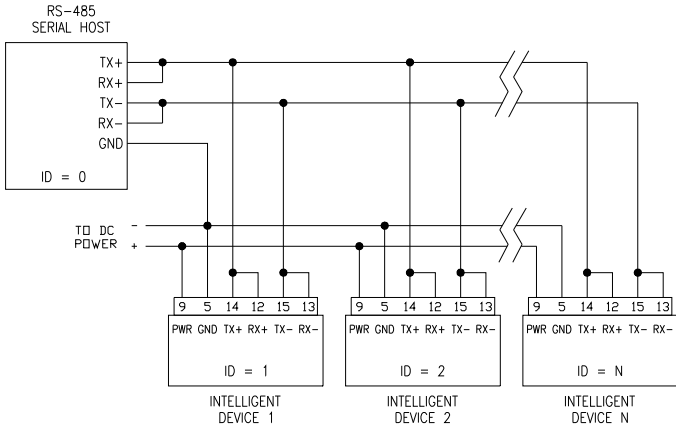 RS-485
SERIAL HOST
TX+
RX+
TX-
RX-
GND
ID = 0
TO DC -
POWER +
9 5 14 12 15 13
PWR GND TX+ RX+ TX- RX-
ID = 1
INTELLIGENT
DEVICE 1
9 5 14 12 15 13
PWR GND TX+ RX+ TX- RX-
ID = 2
INTELLIGENT
DEVICE 2
9 5 14 12 15 13
PWR GND TX+ RX+ TX- RX-
ID = N
INTELLIGENT
DEVICE N